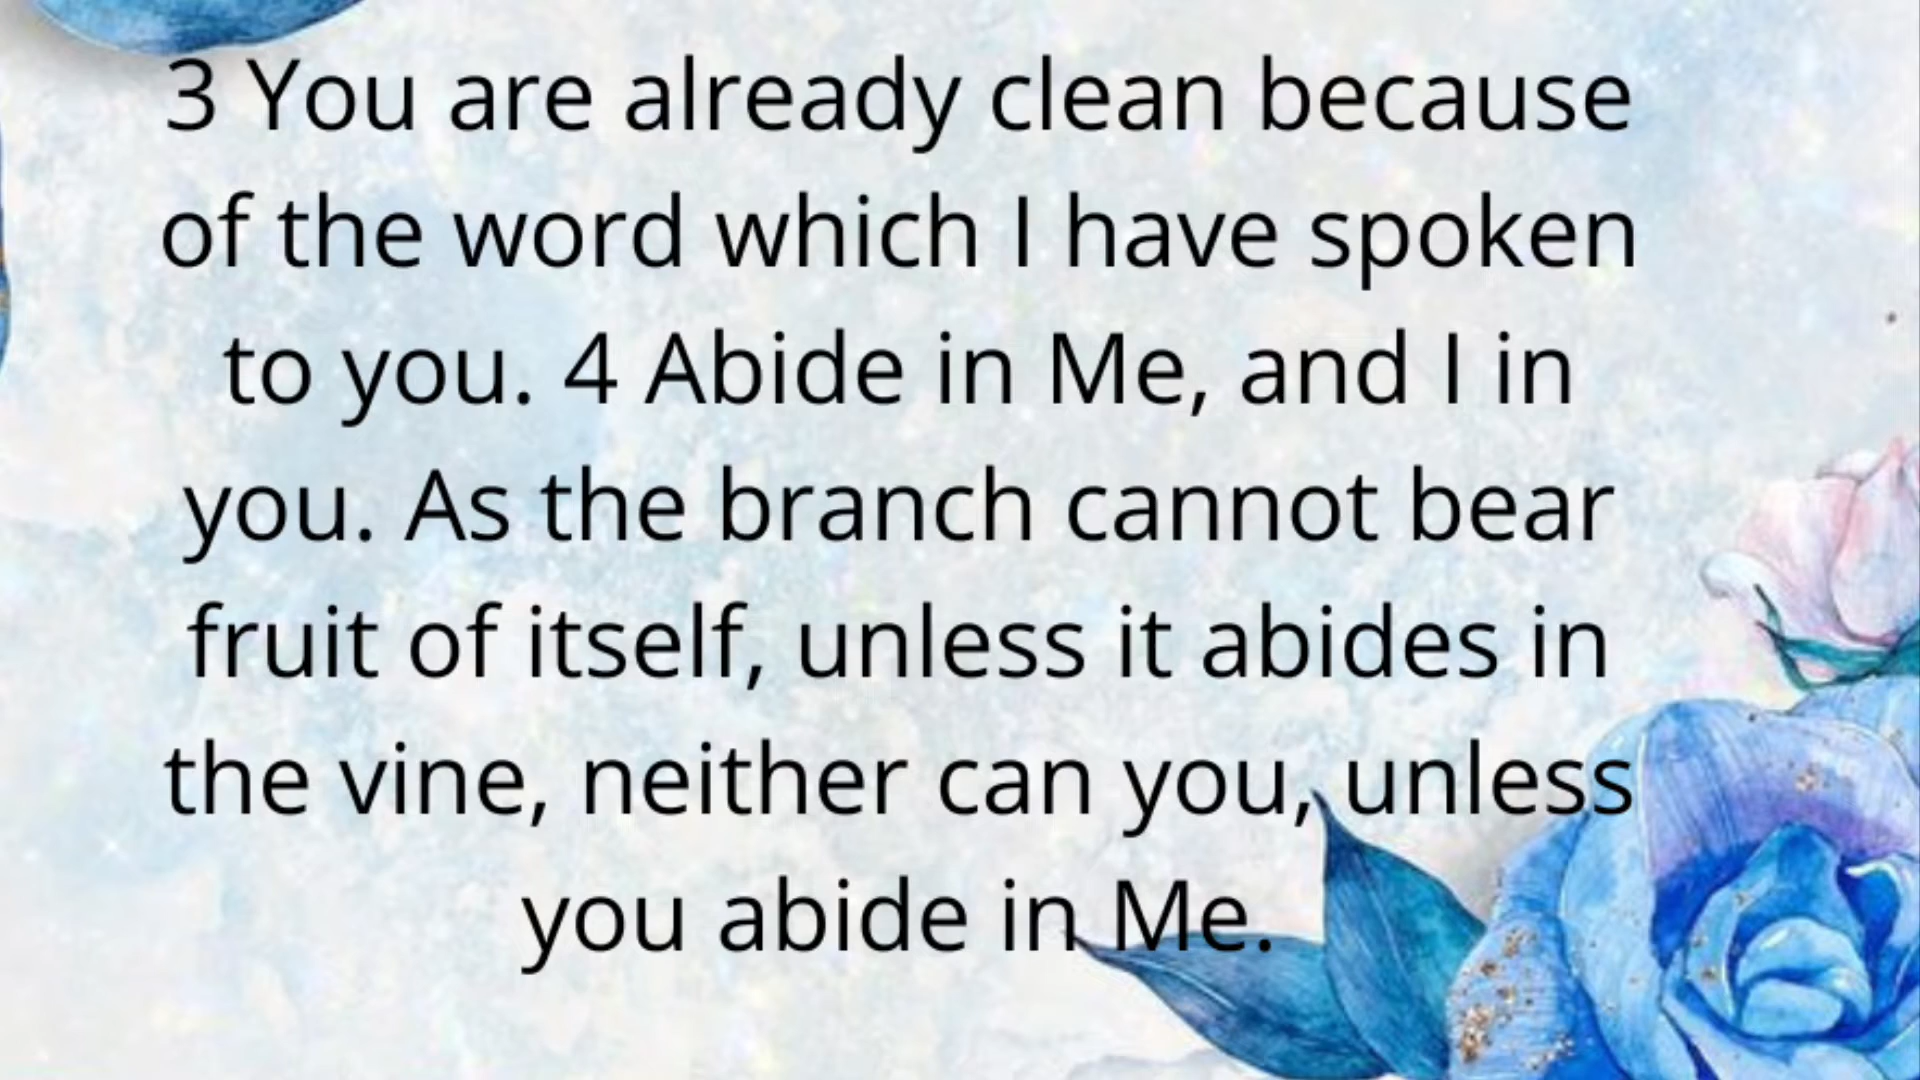 3 You are already clean because
of the word which I have spoken
to you. 4 Abide in Me, and I in
you. As the branch cannot bear
fruit of itself, unless it abides in
the vine, neither can you, unless
you abide in Me.